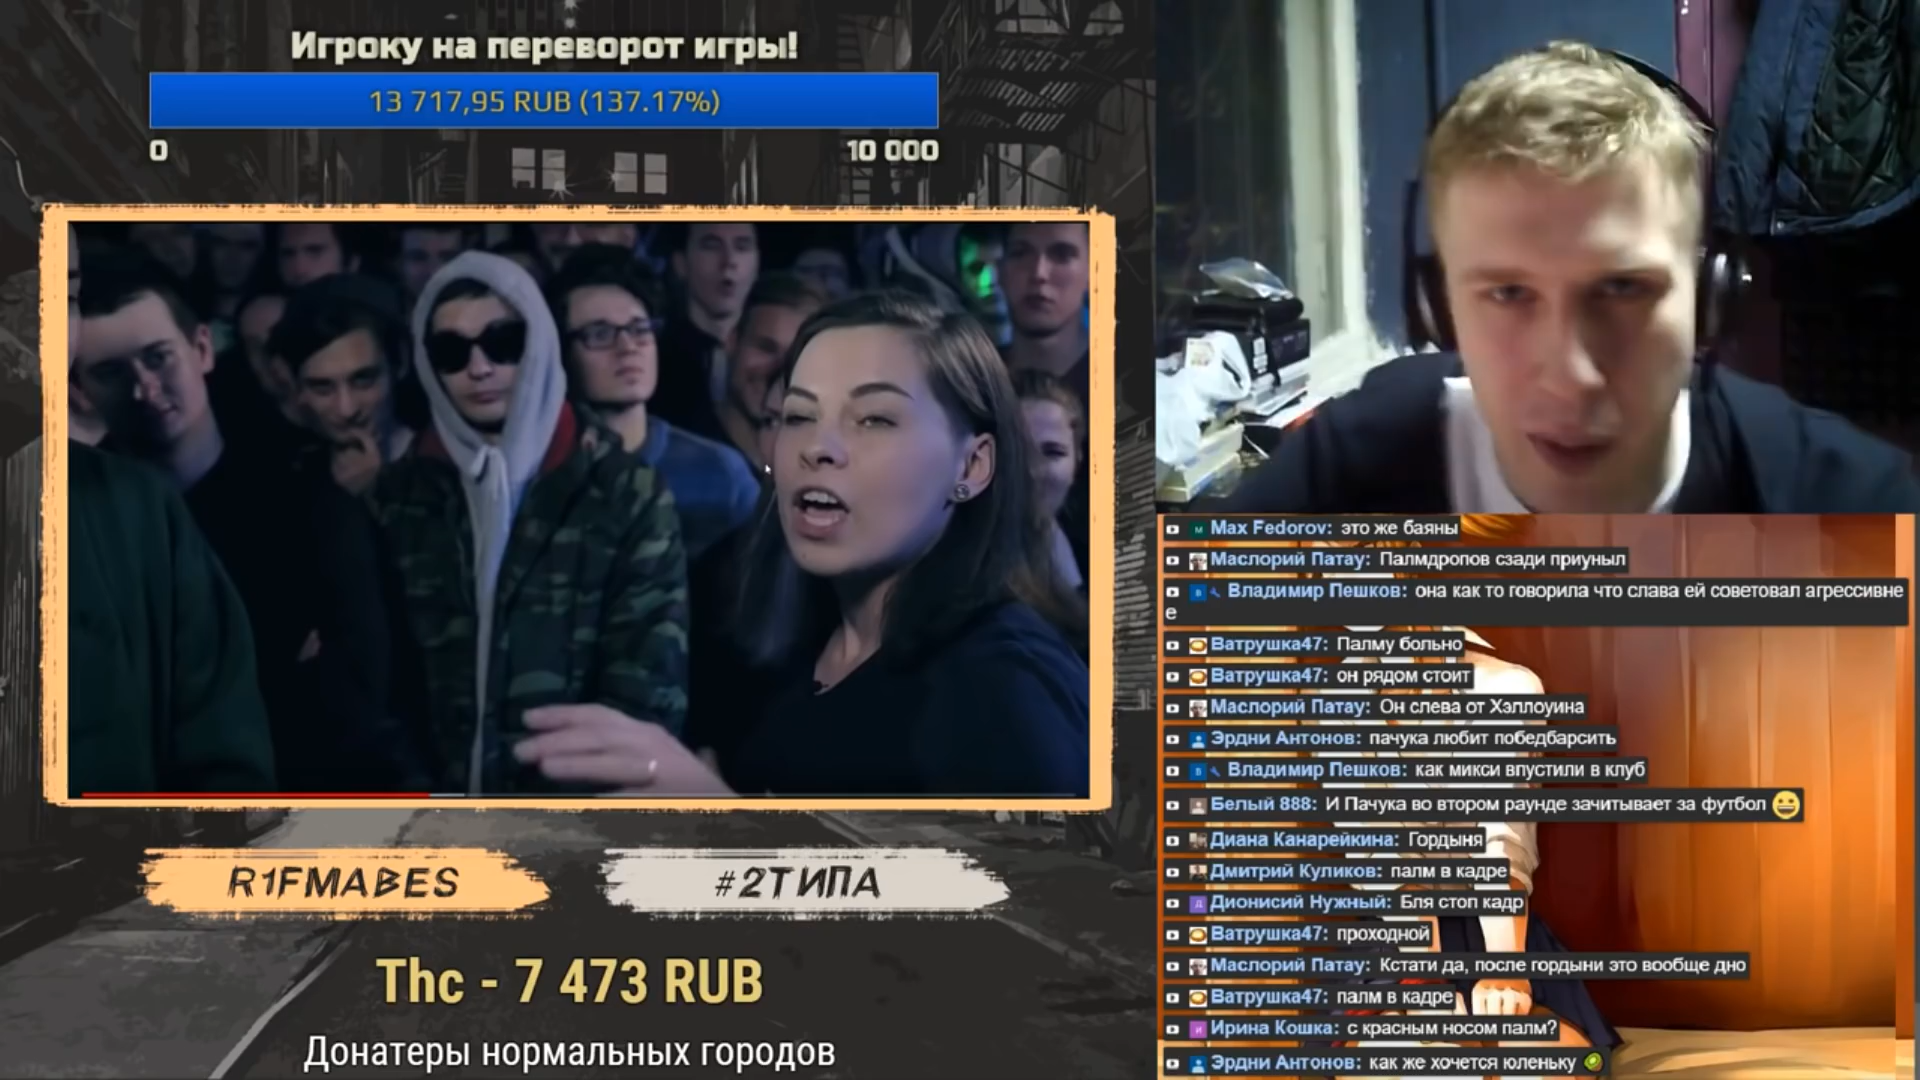 Игроку на переворот игры!
13 717,95 RUB (137.17%)
0
10 000
R1FMABES
#2ТИПА
Thc - 7 473 RUB
Донатеры нормальных городов
Max Fedorov: это же баяны
Маслорий Патау: Палмдропов сзади приуныл
Владимир Пешков: она как то говорила что слава ей советовал агрессивне
е
Ватрушка47: Палму больно
Ватрушка47: он рядом стоит
Маслорий Патау: Он слева от Хэллоуина
Эрдни Антонов: пачука любит победбарсить
Владимир Пешков: как микси впустили в клуб
Белый 888: И Пачука во втором раунде зачитывает за футбол
Диана Канарейкина: Гордыня
Дмитрий Куликов: палм в кадре
Дионисий Нужный: Бля стоп кадр
Ватрушка47: проходной
Маслорий Патау: Кстати да, после гордыни это вообще дно
Ватрушка47: палм в кадре
Ирина Кошка: с красным носом палм?
Эрдни Антонов: как же хочется юленьку